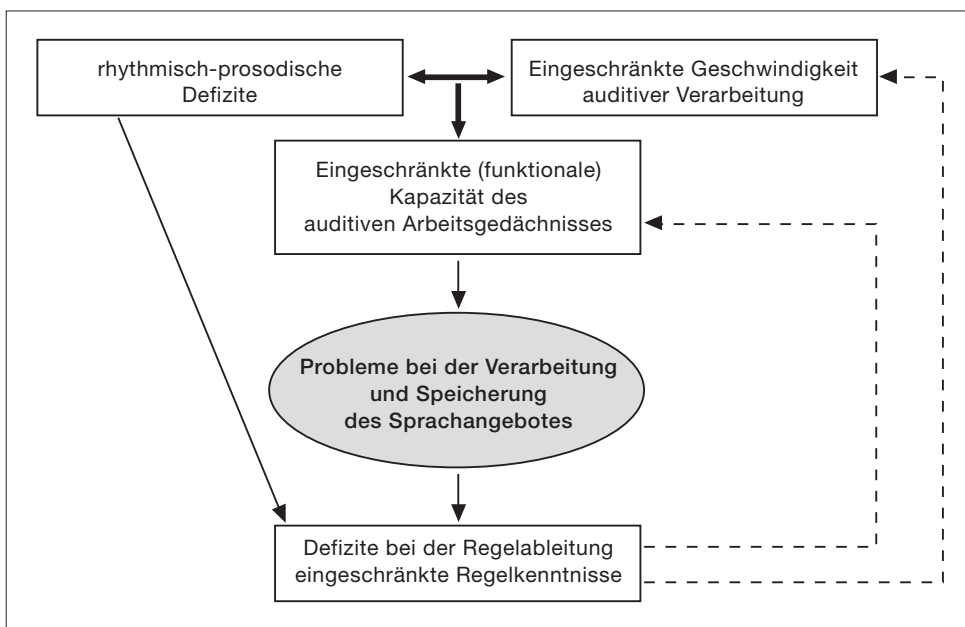 rhythmisch-prosodische
Defizite
Eingeschränkte Geschwindigkeit
auditiver Verarbeitung
Eingeschränkte (funktionale)
Kapazität des
auditiven Arbeitsgedächnisses
Probleme bei der Verarbeitung
und Speicherung
des Sprachangebotes
Defizite bei der Regelableitung
eingeschränkte Regelkenntnisse